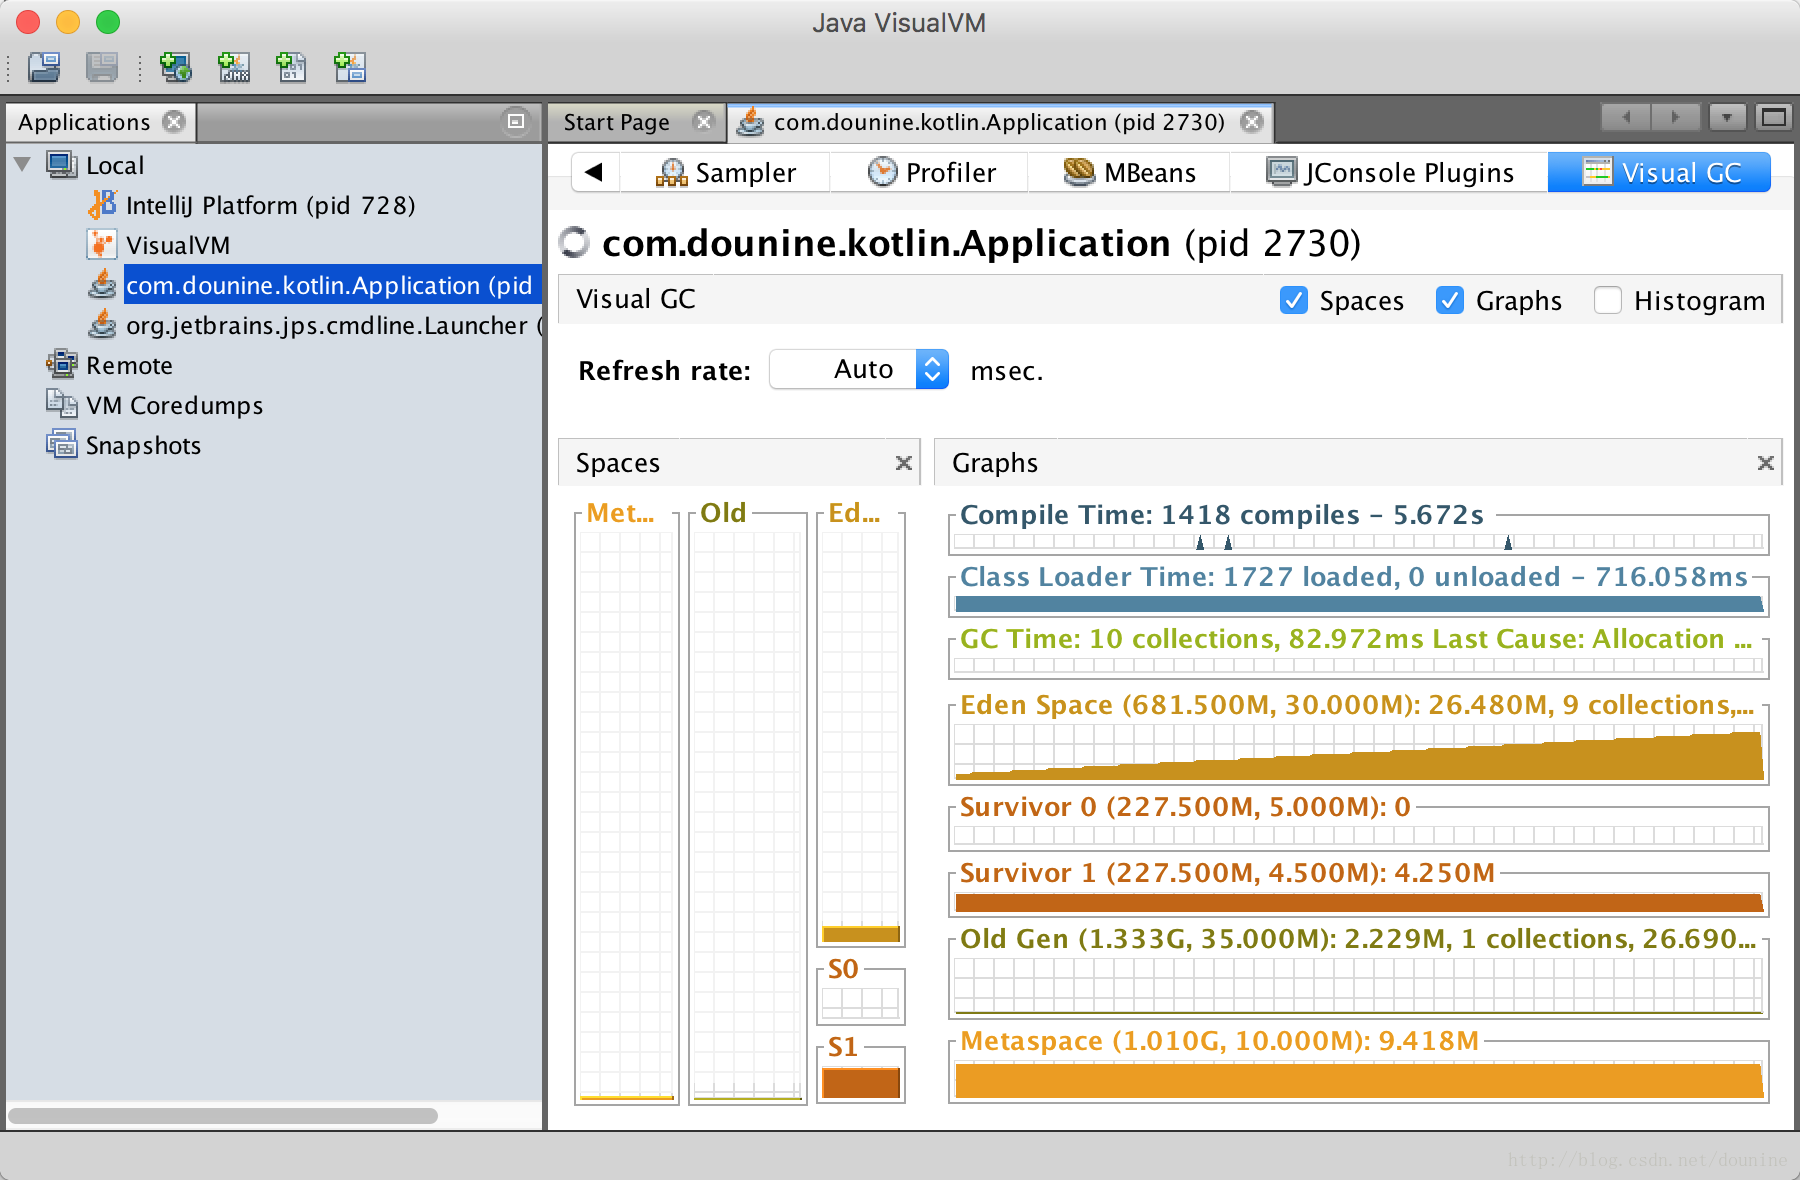 Java VisualVM
Applications
Start Page
com.dounine.kotlin.Application (pid 2730)
Local
IntelliJ Platform (pid 728)
VisualVM
com.dounine.kotlin.Application (pid
org.jetbrains.jps.cmdline.Launcher (
Remote
VM Coredumps
Snapshots
Sampler
Profiler
MBeans
JConsole Plugins
Visual GC
com.dounine.kotlin.Application (pid 2730)
Visual GC
Spaces
Graphs
Histogram
Refresh rate:
Auto
msec.
Spaces
Met...
Old
Ed...
S0
S1
Graphs
Compile Time: 1418 compiles - 5.672s
Class Loader Time: 1727 loaded, 0 unloaded - 716.058ms
GC Time: 10 collections, 82.972ms Last Cause: Allocation ...
Eden Space (681.500M, 30.000M): 26.480M, 9 collections,...
Survivor 0 (227.500M, 5.000M): 0
Survivor 1 (227.500M, 4.500M): 4.250M
Old Gen (1.333G, 35.000M): 2.229M, 1 collections, 26.690...
Metaspace (1.010G, 10.000M): 9.418M
http://blog.csdn.net/dounine